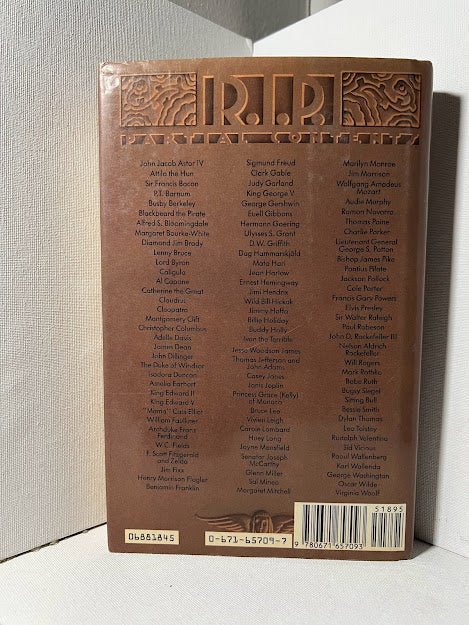 R.I.P.
PARTIAL CONTENTS
John Jacob Astor IV
Attila the Hun
Sir Francis Bacon
P.T. Barnum
Busby Berkeley
Blackbeard the Pirate
Alfred S. Bloomingdale
Margaret Bourke-White
Diamond Jim Brady
Lenny Bruce
Lord Byron
Caligula
Al Capone
Catherine the Great
Claudius
Cleopatra
Montgomery Clift
Christopher Columbus
Adelle Davis
James Dean
John Dillinger
The Duke of Windsor
Isadora Duncan
Amelia Earhart
King Edward II
King Edward V
"Mama" Cass Elliot
William Faulkner
Archduke Franz
Ferdinand
W.C. Fields
F. Scott Fitzgerald
and Zelda
Jim Fixx
Henry Morrison Flagler
Benjamin Franklin
Sigmund Freud
Clark Gable
Judy Garland
King George V
George Gershwin
Euell Gibbons
Hermann Goering
Ulysses S. Grant
D.W. Griffith
Dag Hammarskjöld
Mata Hari
Jean Harlow
Ernest Hemingway
Jimi Hendrix
Wild Bill Hickok
Jimmy Hoffa
Billie Holiday
Buddy Holly
Ivan the Terrible
Jesse Woodson James
Thomas Jefferson and
John Adams
Casey Jones
Janis Joplin
Princess Grace (Kelly)
of Monaco
Bruce Lee
Vivien Leigh
Carole Lombard
Huey Long
Jayne Mansfield
Senator Joseph
McCarthy
Glenn Miller
Sal Mineo
Margaret Mitchell
Marilyn Monroe
Jim Morrison
Wolfgang Amadeus
Mozart
Audie Murphy
Ramon Novarro
Thomas Paine
Charlie Parker
Lieutenant General
George S. Patton
Bishop James Pike
Pontius Pilate
Jackson Pollock
Cole Porter
Francis Gary Powers
Elvis Presley
Sir Walter Raleigh
Paul Robeson
John D. Rockefeller III
Nelson Aldrich
Rockefeller
Will Rogers
Mark Rothko
Babe Ruth
Bugsy Siegel
Sitting Bull
Bessie Smith
Dylan Thomas
Leo Tolstoy
Rudolph Valentino
Sid Vicious
Raoul Wallenberg
Karl Wallenda
George Washington
Oscar Wilde
Virginia Woolf
06881845
0-671-65709-7
51895
9 780671 657093